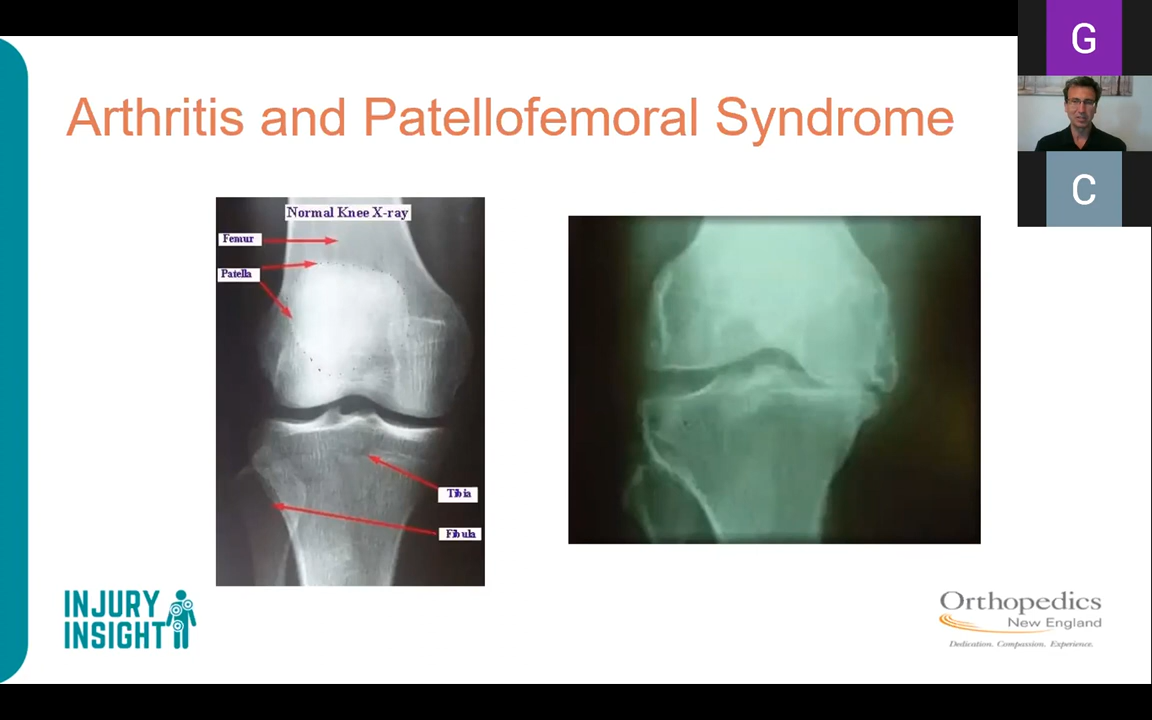 Arthritis and Patellofemoral Syndrome
Normal Knee X-ray
Femur
Patella
Tibia
Fibula
INJURY
INSIGHT
Orthopedics
New England
Dedication. Compassion. Experience.
G
C